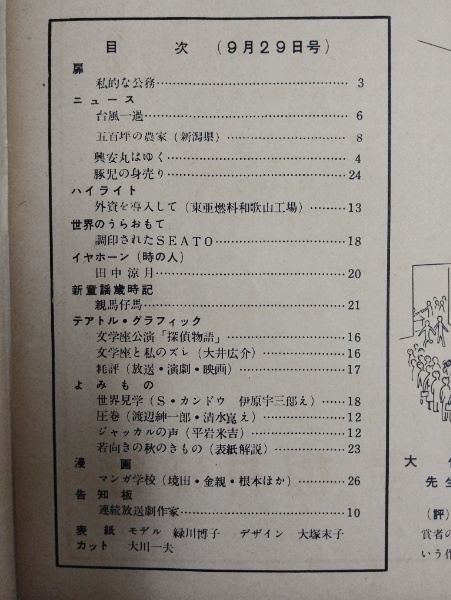 目 次 (9月29日号)
扉
私的な公務……3
ニュース
台風一過……6
五百坪の農家(新潟県)……8
興安丸はゆく……4
豚児の身売り……24
ハイライト
外資を導入して(東亜燃料和歌山工場)……13
世界のうらおもて
調印されたSEATO……18
イヤホーン(時の人)
田中涼月……20
新童謡歳時記
親馬仔馬……21
テアトル・グラフィック
文学座公演「探偵物語」……16
文学座と私のズレ(大井広介)……16
粍評(放送・演劇・映画)……17
よみもの
世界見学(S・カンドウ 伊原宇三郎え)……18
圧巻(渡辺紳一郎・清水崑え)……12
ジャッカルの声(平岩米吉)……12
若向きの秋のきもの(表紙解説)……23
漫画
マンガ学校(境田・金親・根本ほか)……26
告知板
連続放送劇作家……10
表紙 モデル 緑川博子 デザイン 大塚末子
カット 大川一夫
大
先生
(評)
賞者の
いう作